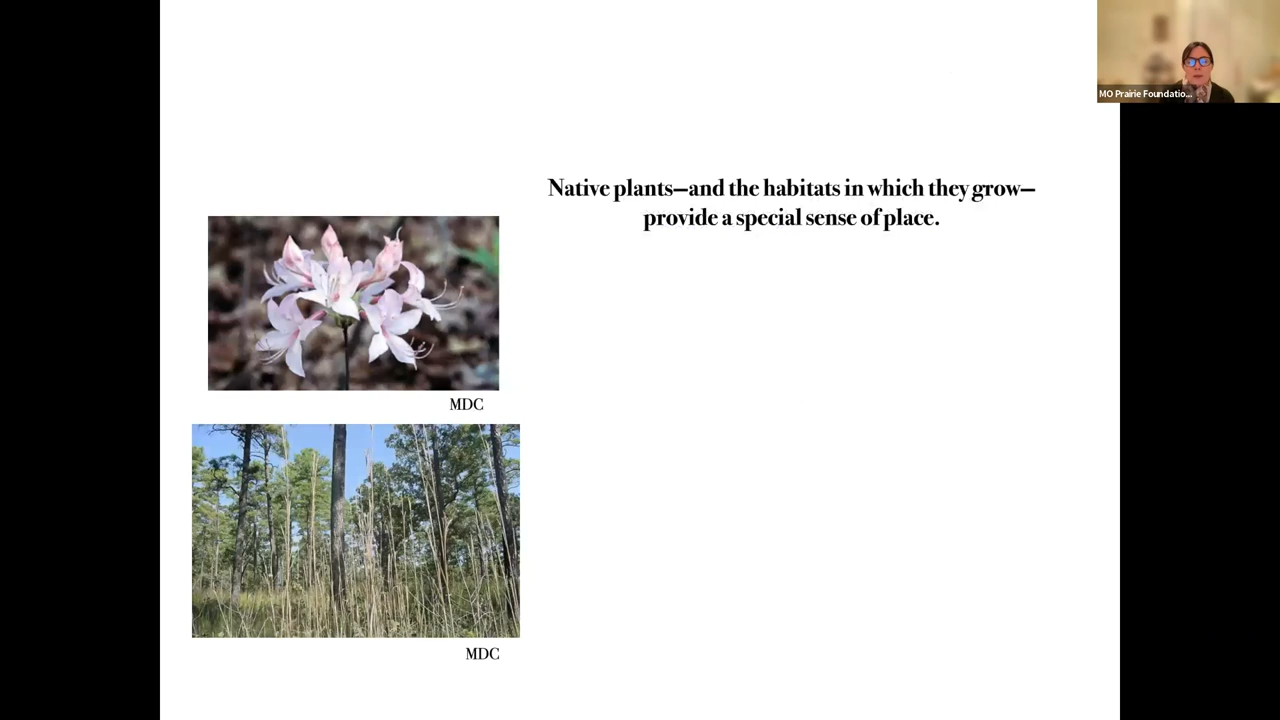 MO Prairie Foundatio...
Native plants—and the habitats in which they grow—
provide a special sense of place.
MDC
MDC